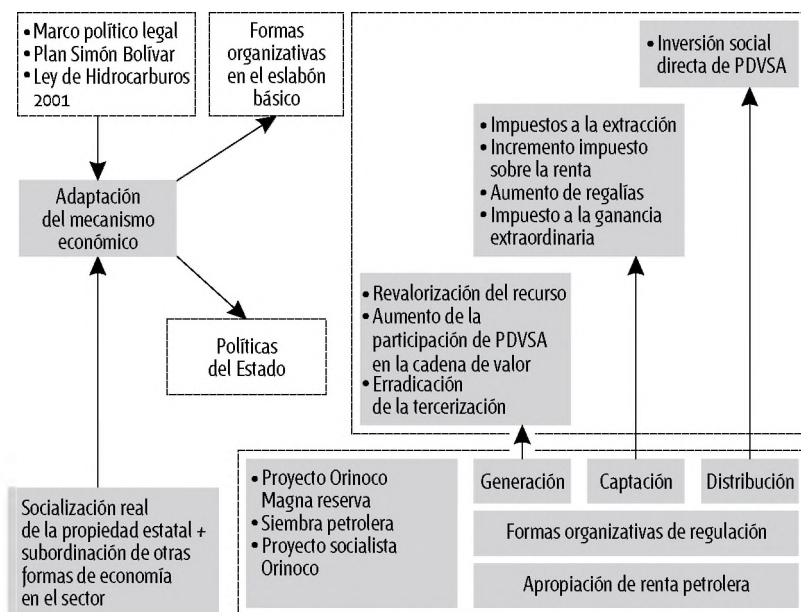 • Marco político legal
• Plan Simón Bolívar
• Ley de Hidrocarburos
2001
Formas
organizativas
en el eslabón
básico
• Inversión social
directa de PDVSA
• Impuestos a la extracción
• Incremento impuesto
sobre la renta
• Aumento de regalías
• Impuesto a la ganancia
extraordinaria
Adaptación
del mecanismo
económico
• Revalorización del recurso
• Aumento de la
participación de PDVSA
en la cadena de valor
• Erradicación
de la tercerización
Políticas
del Estado
Socialización real
de la propiedad estatal +
subordinación de otras
formas de economía
en el sector
• Proyecto Orinoco
Magna reserva
• Siembra petrolera
• Proyecto socialista
Orinoco
Generación
Captación
Distribución
Formas organizativas de regulación
Apropiación de renta petrolera